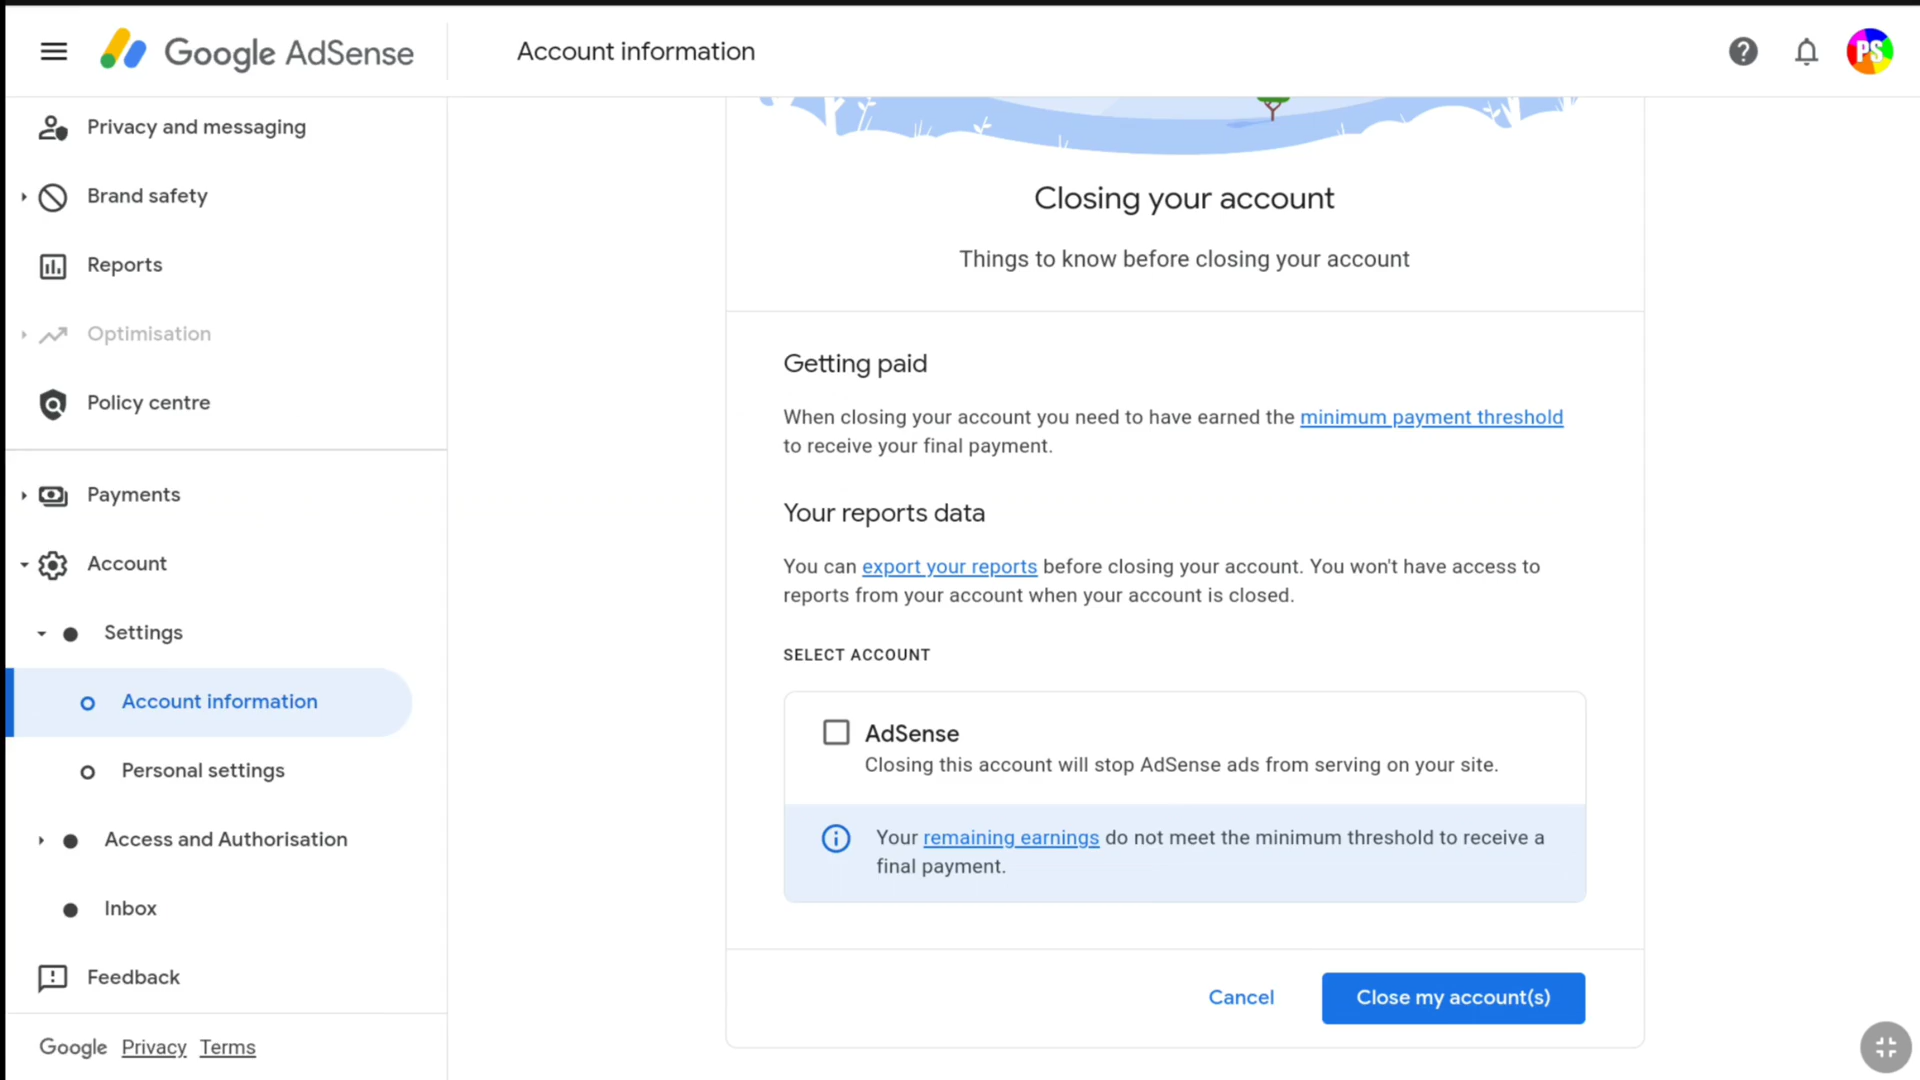 Google AdSense
Account information
PS
Privacy and messaging
Brand safety
Reports
Optimisation
Policy centre
Payments
Account
Settings
Account information
Personal settings
Access and Authorisation
Inbox
Feedback
Google Privacy Terms
Closing your account
Things to know before closing your account
Getting paid
When closing your account you need to have earned the minimum payment threshold
to receive your final payment.
Your reports data
You can export your reports before closing your account. You won't have access to
reports from your account when your account is closed.
SELECT ACCOUNT
AdSense
Closing this account will stop AdSense ads from serving on your site.
Your remaining earnings do not meet the minimum threshold to receive a
final payment.
Cancel
Close my account(s)